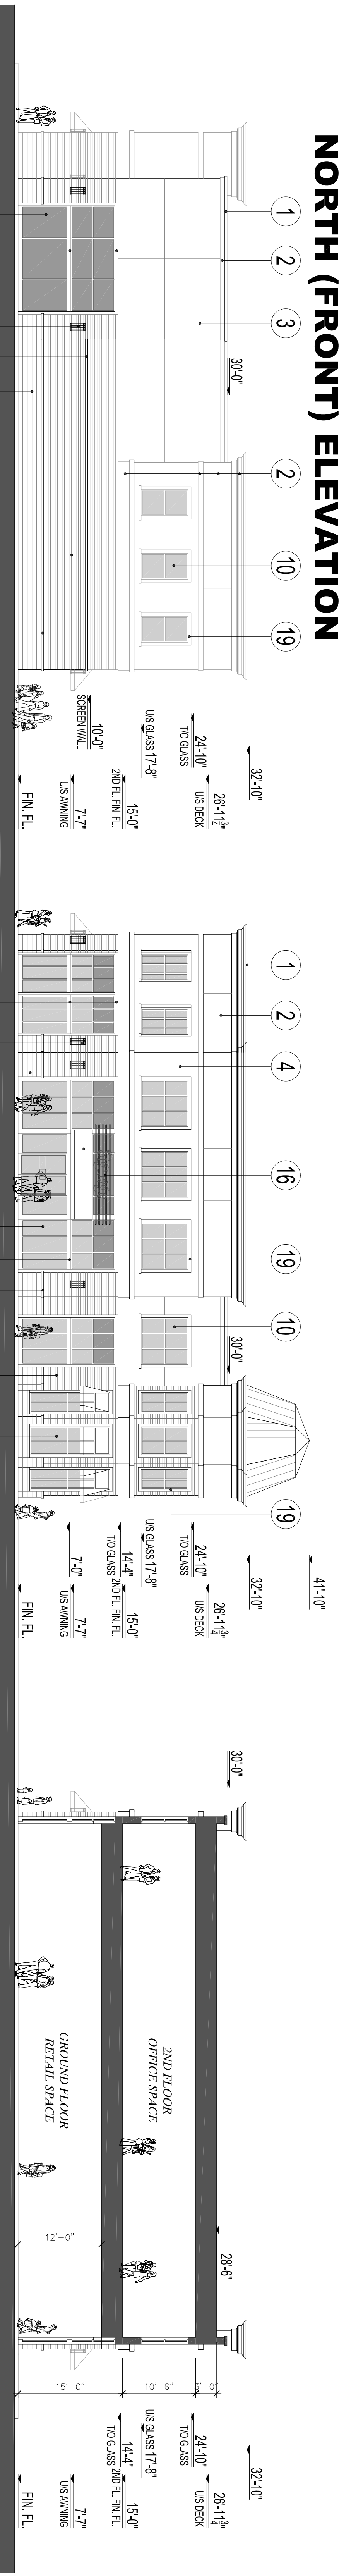 NORTH (FRONT) ELEVATION
1
2
3
30'-0"
2
10
19
32'-10"
24'-10"
T/O GLASS
26'-11¾"
U/S DECK
U/S GLASS 17'-8"
15'-0"
2ND FL. FIN. FL.
10'-0"
SCREEN WALL
7'-7"
U/S AWNING
FIN. FL.
1
2
4
16
19
10
30'-0"
19
41'-10"
32'-10"
24'-10"
T/O GLASS
26'-11¾"
U/S DECK
U/S GLASS 17'-8"
14'-4"
T/O GLASS
15'-0"
2ND FL. FIN. FL.
7'-0"
7'-7"
U/S AWNING
FIN. FL.
30'-0"
2ND FLOOR
OFFICE SPACE
GROUND FLOOR
RETAIL SPACE
12'-0"
28'-6"
15'-0"
10'-6"
3'-0"
32'-10"
24'-10"
T/O GLASS
26'-11¾"
U/S DECK
U/S GLASS 17'-8"
14'-4"
T/O GLASS
15'-0"
2ND FL. FIN. FL.
7'-7"
U/S AWNING
FIN. FL.